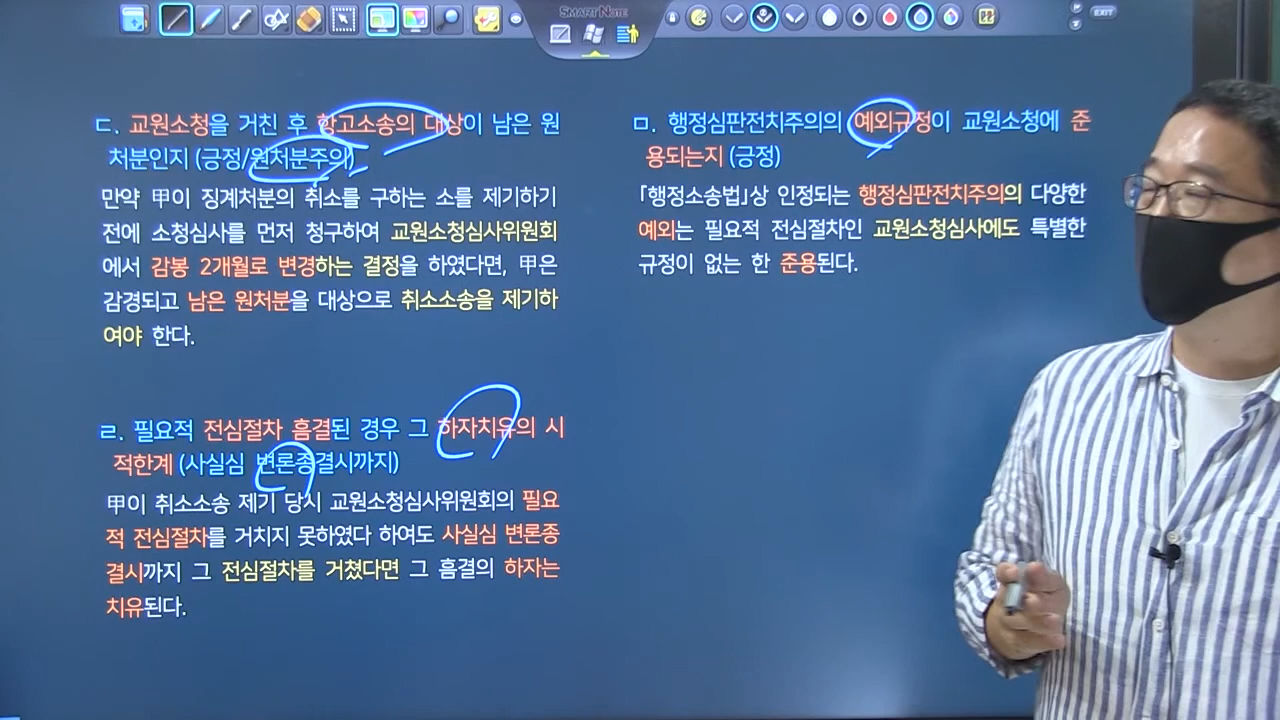 SMART NOTE
EXIT
ㄷ. 교원소청을 거친 후 항고소송의 대상이 남은 원
처분인지 (긍정/원처분주의)
만약 甲이 징계처분의 취소를 구하는 소를 제기하기
전에 소청심사를 먼저 청구하여 교원소청심사위원회
에서 감봉 2개월로 변경하는 결정을 하였다면, 甲은
감경되고 남은 원처분을 대상으로 취소소송을 제기하
여야 한다.
ㄹ. 필요적 전심절차 흠결된 경우 그 하자치유의 시
적한계 (사실심 변론종결시까지)
甲이 취소소송 제기 당시 교원소청심사위원회의 필요
적 전심절차를 거치지 못하였다 하여도 사실심 변론종
결시까지 그 전심절차를 거쳤다면 그 흠결의 하자는
치유된다.
ㅁ. 행정심판전치주의의 예외규정이 교원소청에 준
용되는지 (긍정)
「행정소송법」상 인정되는 행정심판전치주의의 다양한
예외는 필요적 전심절차인 교원소청심사에도 특별한
규정이 없는 한 준용된다.